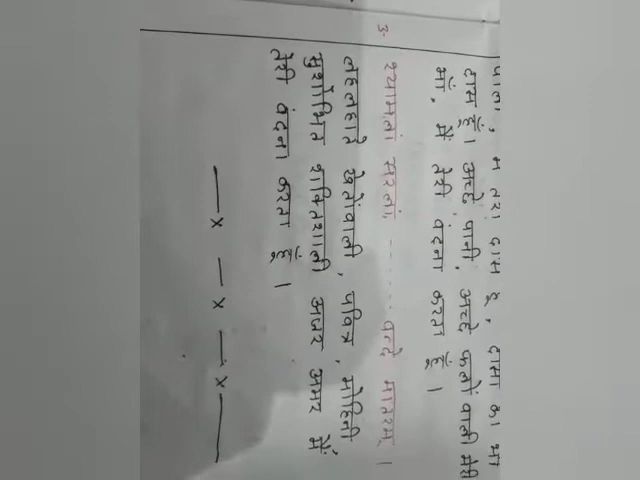 वाला, मैं तेरा दास हूँ, दासों का भी
दास हूँ। अच्छे पानी, अच्छे फलों वाली मेरी
माँ, मैं तेरी वंदना करता हूँ।
3. श्यामलां सरलां ....... वन्दे मातरम्।
लहलहाते खेतोंवाली, पवित्र, मोहिनी
सुशोभित शक्तिशाली अजर अमर मैं
तेरी वंदना करता हूँ।
— x — x — x —